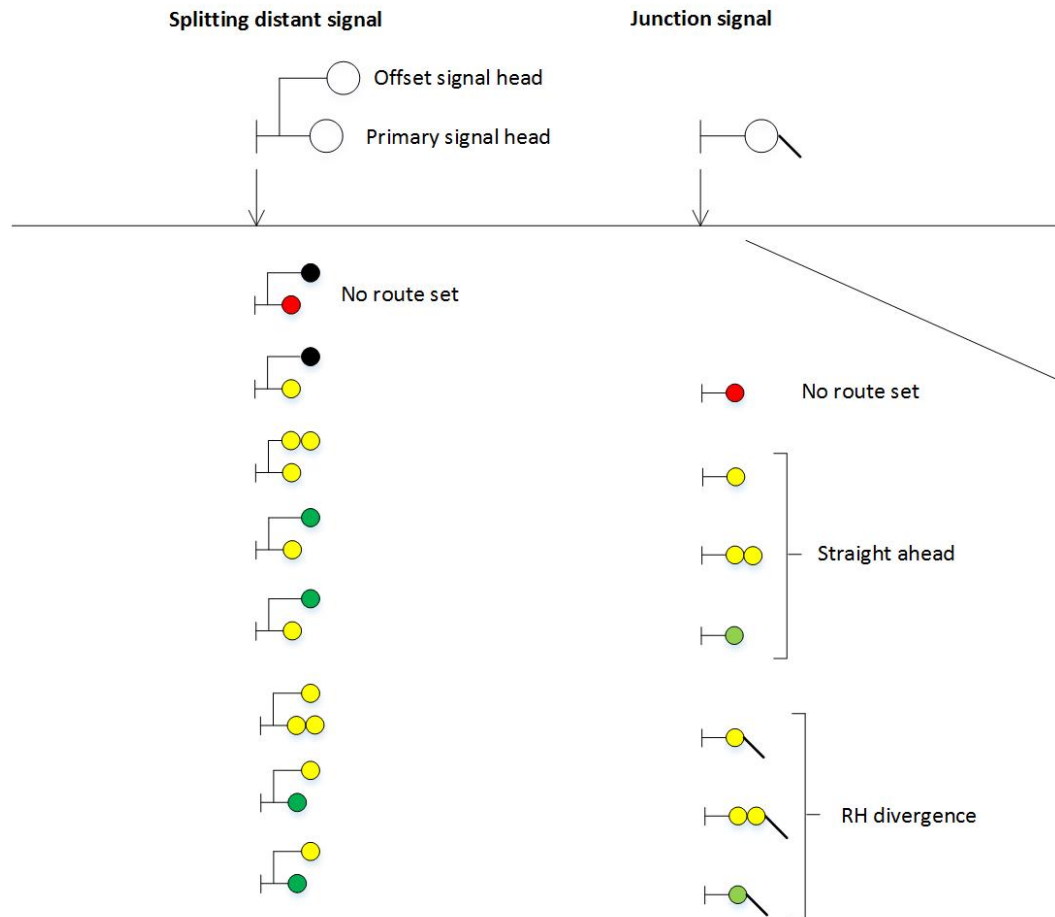 Splitting distant signal
Junction signal
Offset signal head
Primary signal head
No route set
No route set
Straight ahead
RH divergence